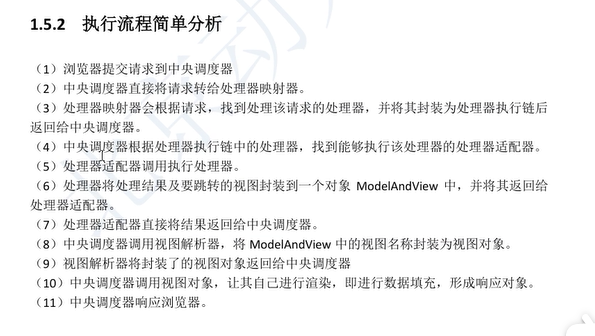 1.5.2 执行流程简单分析
（1）浏览器提交请求到中央调度器
（2）中央调度器直接将请求转给处理器映射器。
（3）处理器映射器会根据请求，找到处理该请求的处理器，并将其封装为处理器执行链后
返回给中央调度器。
（4）中央调度器根据处理器执行链中的处理器，找到能够执行该处理器的处理器适配器。
（5）处理器适配器调用执行处理器。
（6）处理器将处理结果及要跳转的视图封装到一个对象 ModelAndView 中，并将其返回给
处理器适配器。
（7）处理器适配器直接将结果返回给中央调度器。
（8）中央调度器调用视图解析器，将 ModelAndView 中的视图名称封装为视图对象。
（9）视图解析器将封装了的视图对象返回给中央调度器
（10）中央调度器调用视图对象，让其自己进行渲染，即进行数据填充，形成响应对象。
（11）中央调度器响应浏览器。